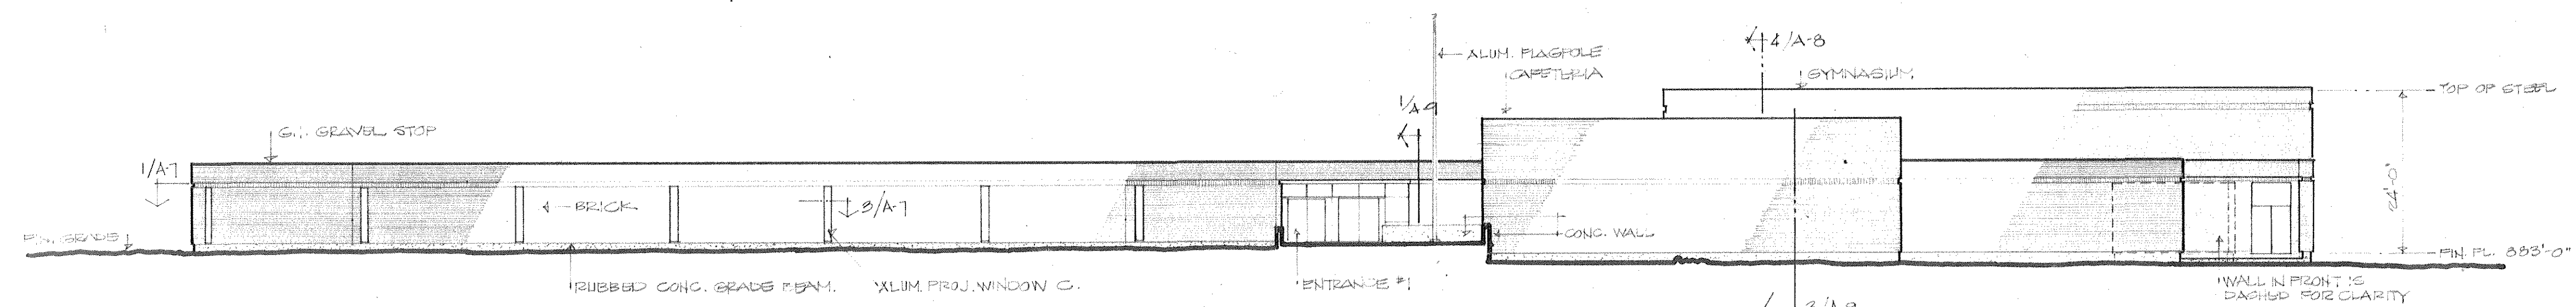 4/A-8
ALUM. FLAGPOLE
CAFETERIA
GYMNASIUM
TOP OF STEEL
1/A-9
G.I. GRAVEL STOP
1/A-7
BRICK
3/A-7
24'-0"
FIN. GRADE
CONC. WALL
FIN. FL. 883'-0"
RUBBED CONC. GRADE BEAM.
ALUM. PROJ. WINDOW C.
ENTRANCE #1
WALL IN FRONT IS
DASHED FOR CLARITY